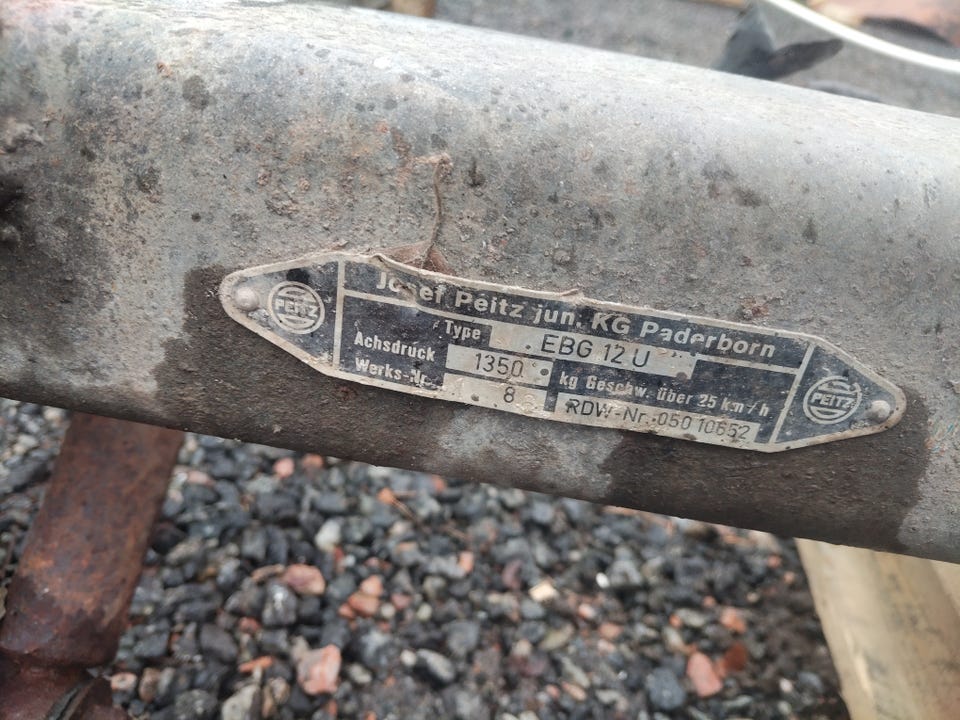 PEITZ
Josef Peitz jun. KG Paderborn
Type EBG 12 U
Achsdruck 1350 kg Geschw. über 25 km/h
Werks-Nr. 8 RDW-Nr. 050 10652
PEITZ